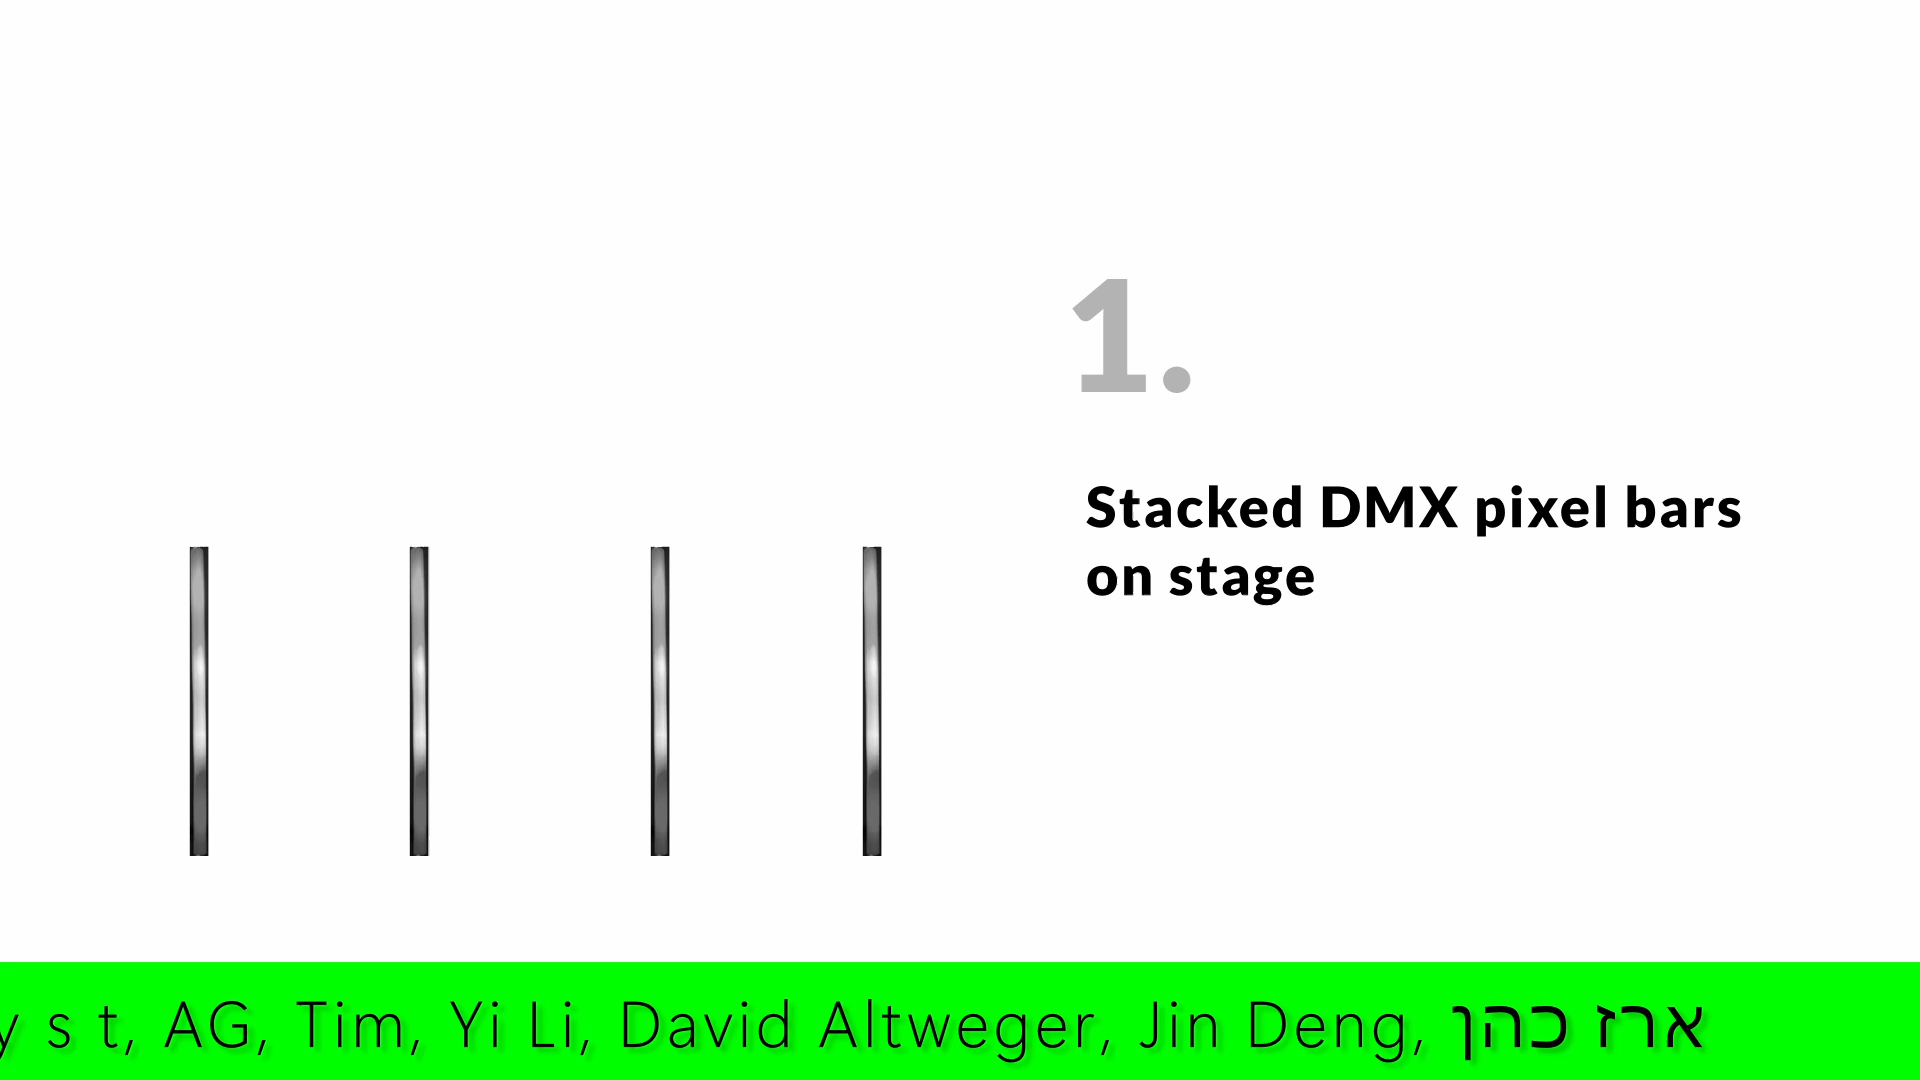 1.
Stacked DMX pixel bars
on stage
y s t, AG, Tim, Yi Li, David Altweger, Jin Deng, ארז כהן